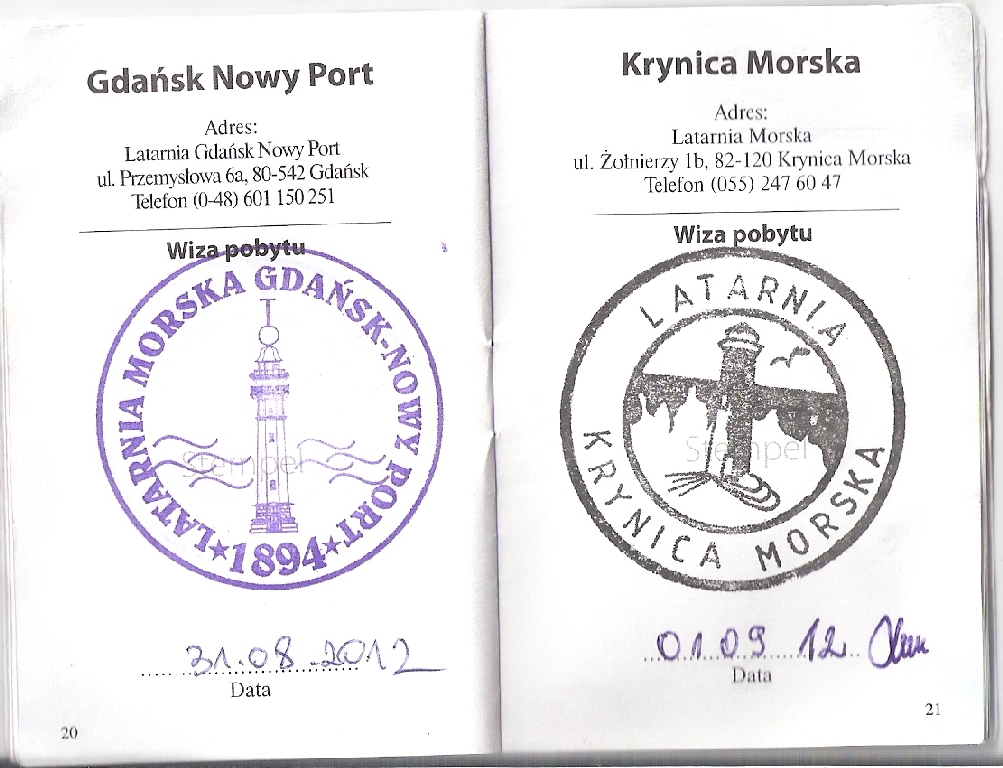 Gdańsk Nowy Port
Adres:
Latarnia Gdańsk Nowy Port
ul. Przemysłowa 6a, 80-542 Gdańsk
Telefon (0-48) 601 150 251
Wiza pobytu
LATARNIA MORSKA GDAŃSK-NOWY PORT
★1894★
Stempel
31.08.2012
Data
20
Krynica Morska
Adres:
Latarnia Morska
ul. Żołnierzy 1b, 82-120 Krynica Morska
Telefon (055) 247 60 47
Wiza pobytu
LATARNIA
KRYNICA MORSKA
Stempel
01.09 12
Data
21